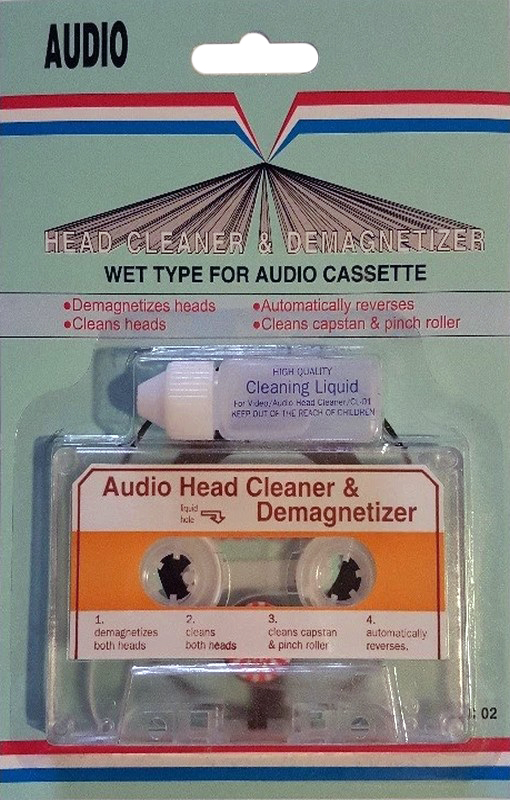 AUDIO
HEAD CLEANER & DEMAGNETIZER
WET TYPE FOR AUDIO CASSETTE
•Demagnetizes heads •Automatically reverses
•Cleans heads •Cleans capstan & pinch roller
HIGH QUALITY
Cleaning Liquid
For Video/Audio Head Cleaner/CL-01
KEEP OUT OF THE REACH OF CHILDREN
Audio Head Cleaner &
liquid
hole
Demagnetizer
1. 2. 3. 4.
demagnetizes cleans cleans capstan automatically
both heads both heads & pinch roller reverses.
02